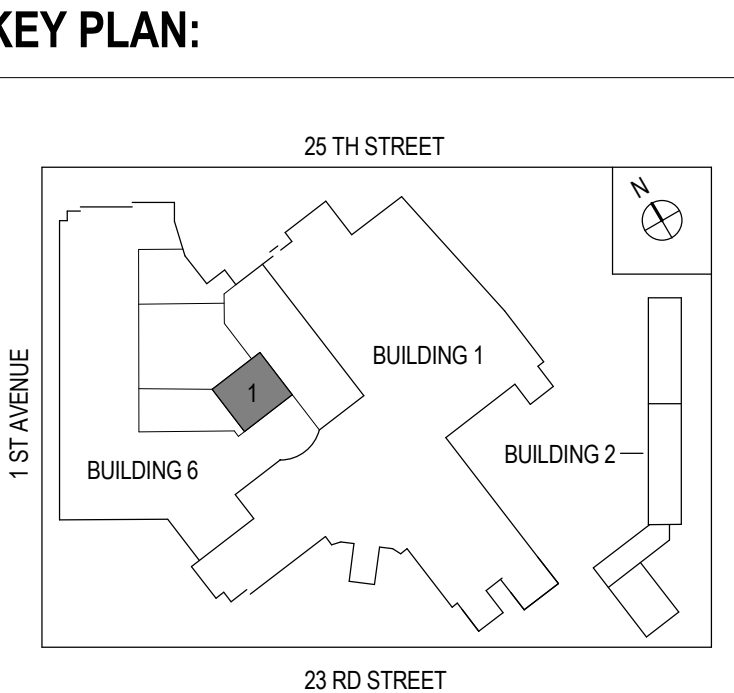 KEY PLAN:
25 TH STREET
N
BUILDING 1
1
1 ST AVENUE
BUILDING 2
BUILDING 6
23 RD STREET